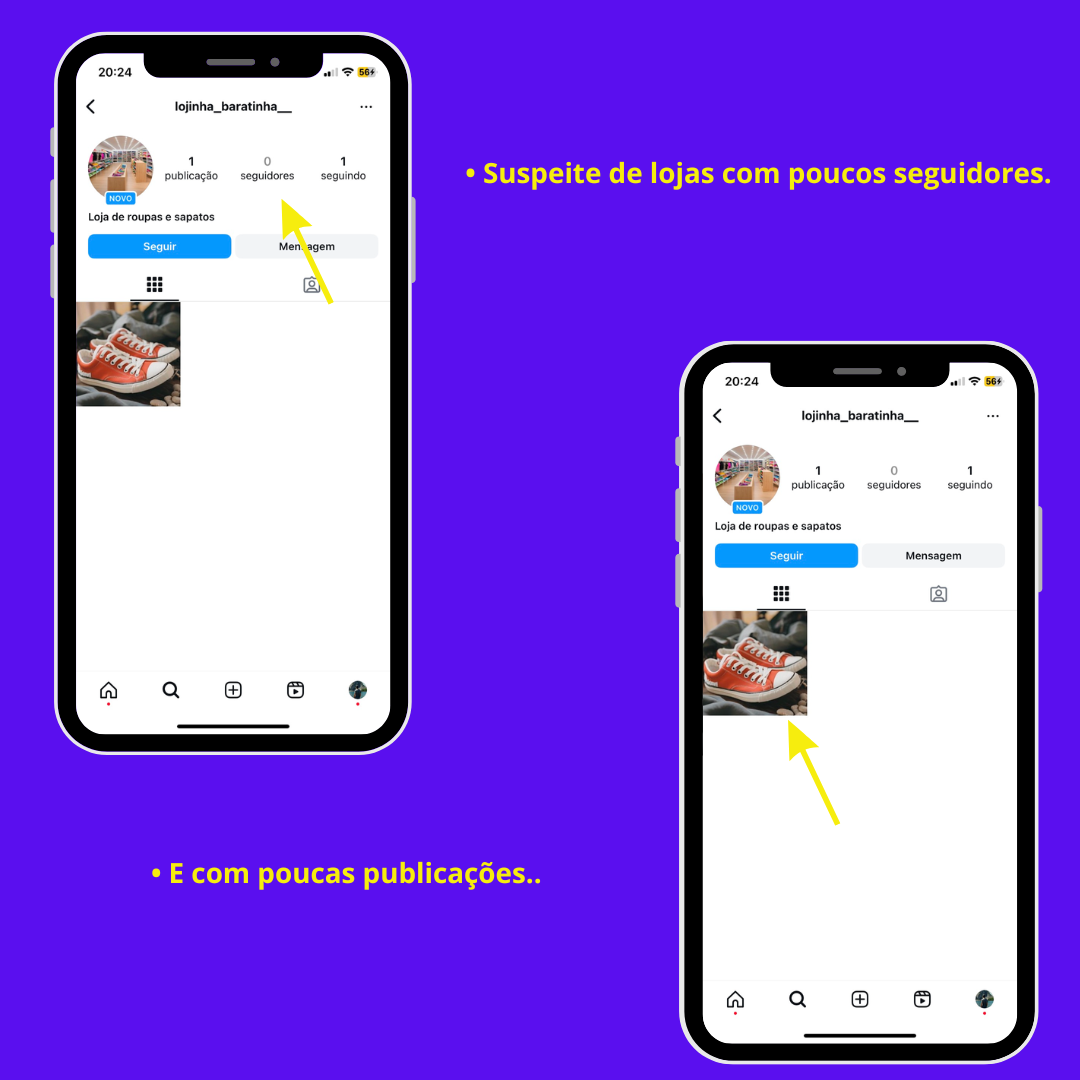 20:24
56
lojinha_baratinha__
1 0 1
publicação seguidores seguindo
NOVO
Loja de roupas e sapatos
Seguir Mensagem
• Suspeite de lojas com poucos seguidores.
20:24
56
lojinha_baratinha__
1 0 1
publicação seguidores seguindo
NOVO
Loja de roupas e sapatos
Seguir Mensagem
• E com poucas publicações..